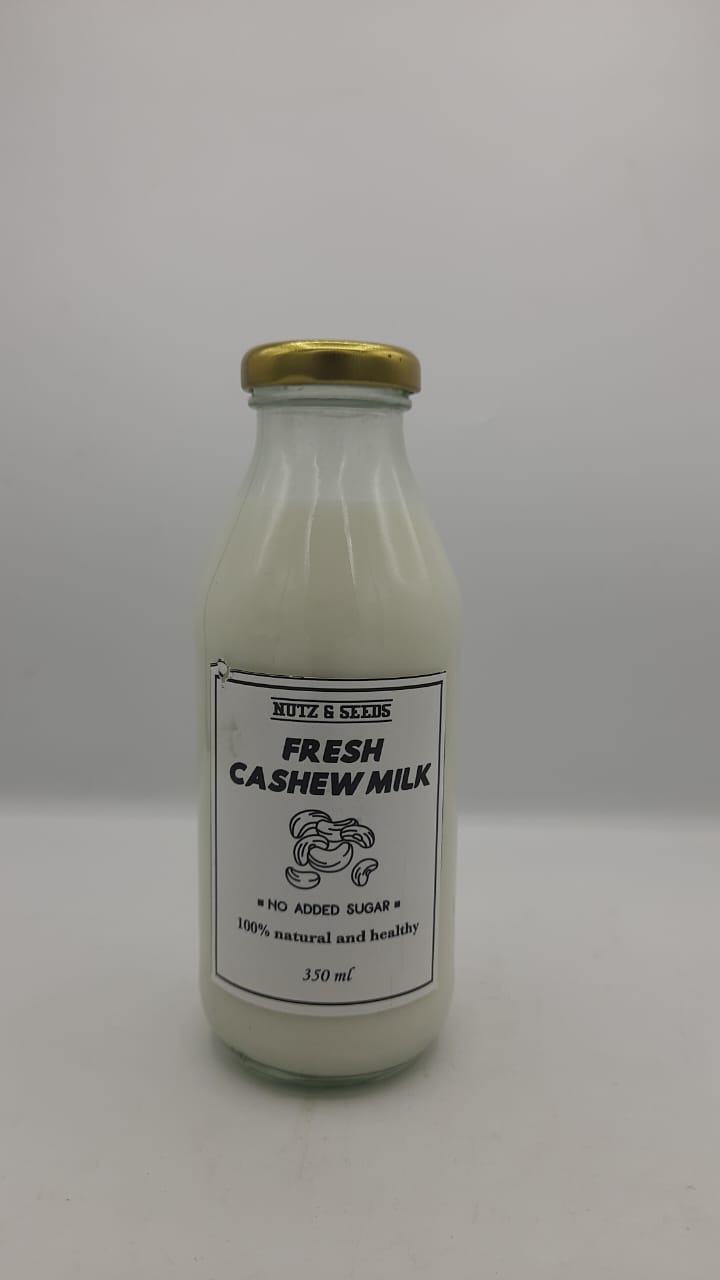 NUTZ & SEEDS
FRESH
CASHEW MILK
NO ADDED SUGAR
100% natural and healthy
350 ml